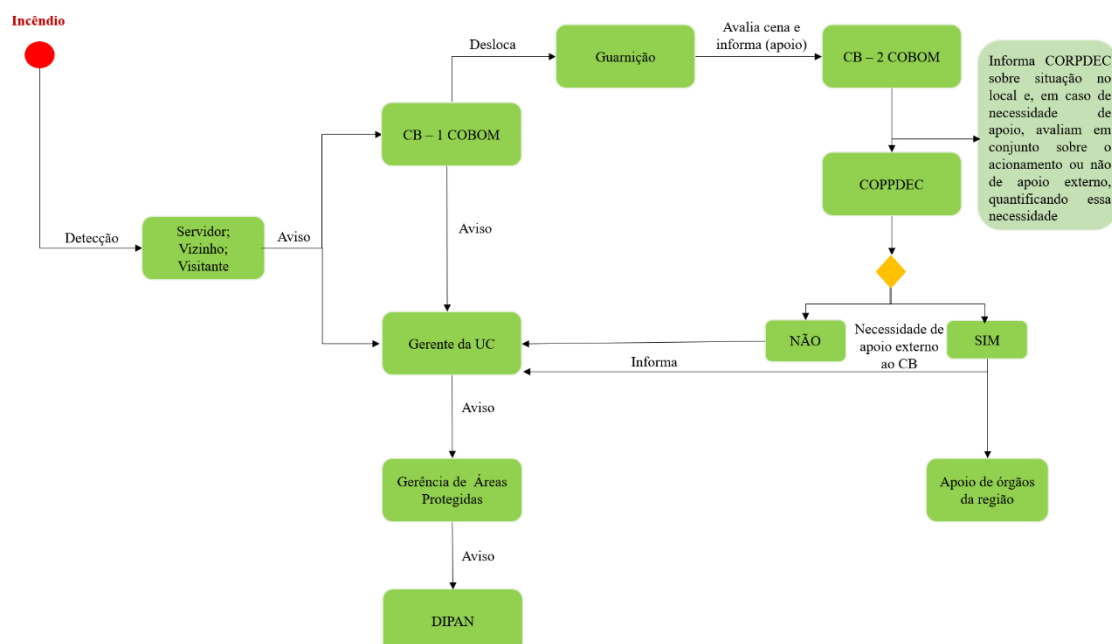 Incêndio
Detecção
Servidor;
Vizinho;
Visitante
Aviso
CB – 1 COBOM
Desloca
Guarnição
Avalia cena e
informa (apoio)
CB – 2 COBOM
Informa CORPDEC
sobre situação no
local e, em caso de
necessidade de
apoio, avaliam em
conjunto sobre o
acionamento ou não
de apoio externo,
quantificando essa
necessidade
COPPDEC
Aviso
Gerente da UC
NÃO
Necessidade de
apoio externo
ao CB
SIM
Informa
Aviso
Gerência de Áreas
Protegidas
Apoio de órgãos
da região
Aviso
DIPAN